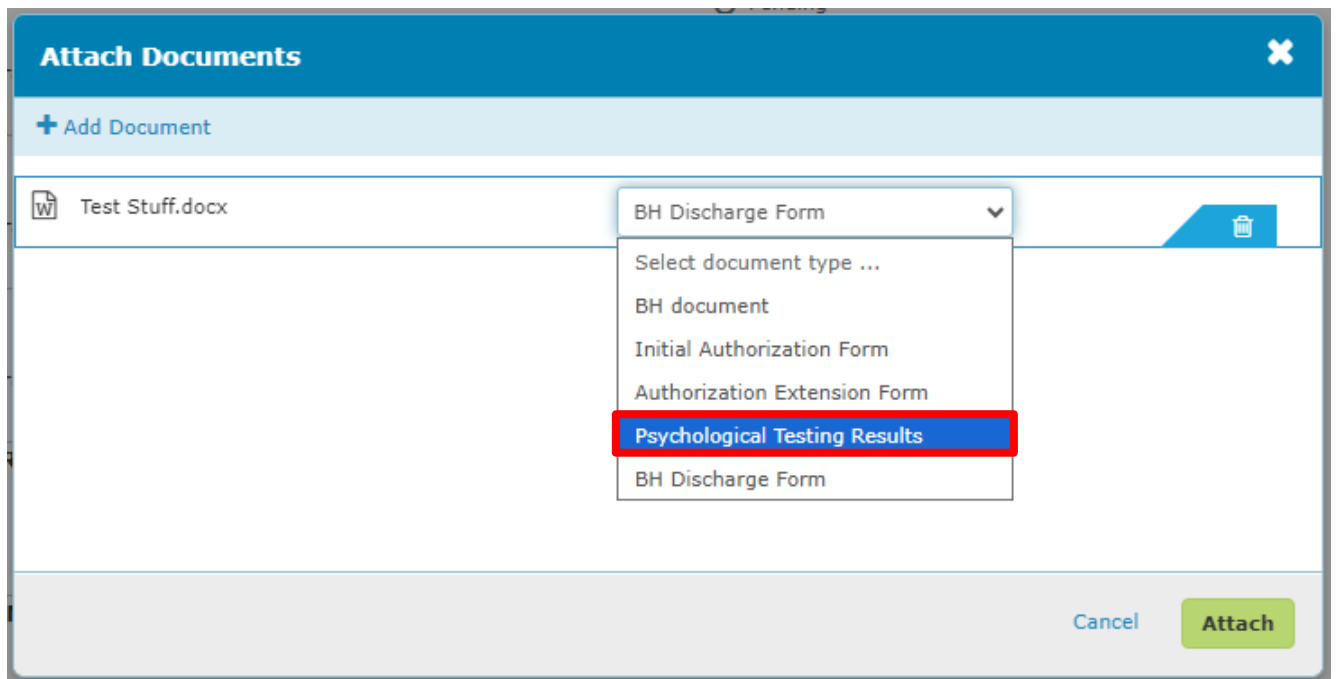 Attach Documents
Add Document
Test Stuff.docx
BH Discharge Form
Select document type ...
BH document
Initial Authorization Form
Authorization Extension Form
Psychological Testing Results
BH Discharge Form
Cancel
Attach